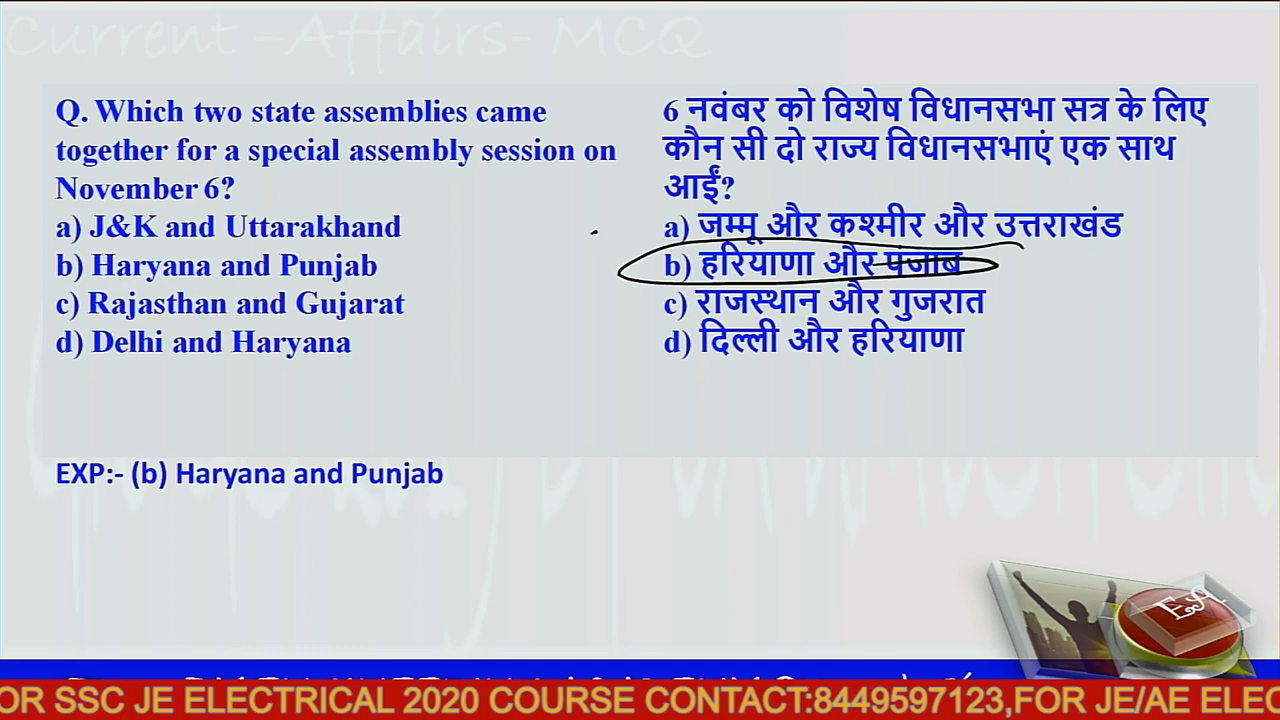 Current -Affairs- MCQ
Q. Which two state assemblies came
together for a special assembly session on
November 6?
a) J&K and Uttarakhand
b) Haryana and Punjab
c) Rajasthan and Gujarat
d) Delhi and Haryana
6 नवंबर को विशेष विधानसभा सत्र के लिए
कौन सी दो राज्य विधानसभाएं एक साथ
आईं?
a) जम्मू और कश्मीर और उत्तराखंड
b) हरियाणा और पंजाब
c) राजस्थान और गुजरात
d) दिल्ली और हरियाणा
EXP:- (b) Haryana and Punjab
EA
OR SSC JE ELECTRICAL 2020 COURSE CONTACT:8449597123,FOR JE/AE ELEC